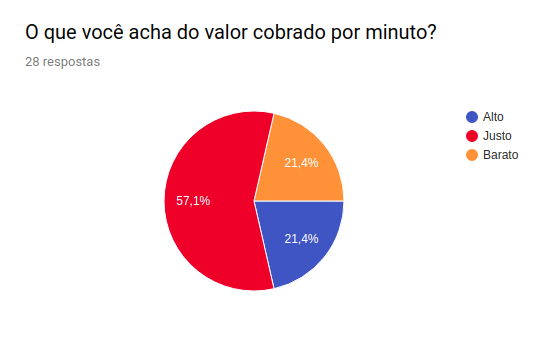 O que você acha do valor cobrado por minuto?
28 respostas
Alto
Justo
Barato
21,4%
57,1%
21,4%